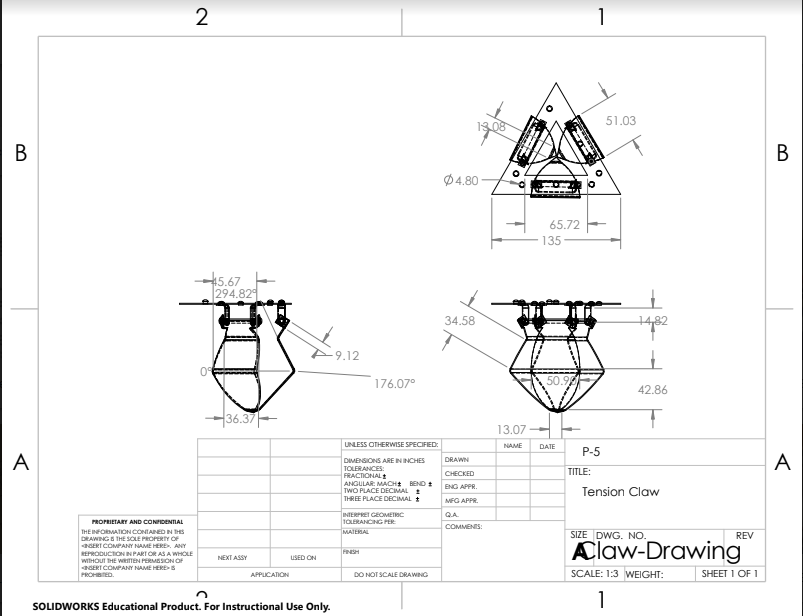 2
1
B
B
13.08
51.03
Ø4.80
65.72
135
45.67
294.82°
9.12
0°
176.07°
36.37
34.58
14.82
42.86
13.07
A
A
UNLESS OTHERWISE SPECIFIED:
DIMENSIONS ARE IN INCHES
TOLERANCES:
FRACTIONAL ±
ANGULAR: MACH ± BEND ±
TWO PLACE DECIMAL ±
THREE PLACE DECIMAL ±
INTERPRET GEOMETRIC
TOLERANCING PER:
MATERIAL
FINISH
DO NOT SCALE DRAWING
NAME DATE
DRAWN
CHECKED
ENG APPR.
MFG APPR.
Q.A.
COMMENTS:
P-5
TITLE:
Tension Claw
SIZE DWG. NO. REV
A Claw-Drawing
SCALE: 1:3 WEIGHT: SHEET 1 OF 1
PROPRIETARY AND CONFIDENTIAL
THE INFORMATION CONTAINED IN THIS
DRAWING IS THE SOLE PROPERTY OF
<INSERT COMPANY NAME HERE>. ANY
REPRODUCTION IN PART OR AS A WHOLE
WITHOUT THE WRITTEN PERMISSION OF
<INSERT COMPANY NAME HERE> IS
PROHIBITED.
NEXT ASSY USED ON
APPLICATION
2
1
SOLIDWORKS Educational Product. For Instructional Use Only.